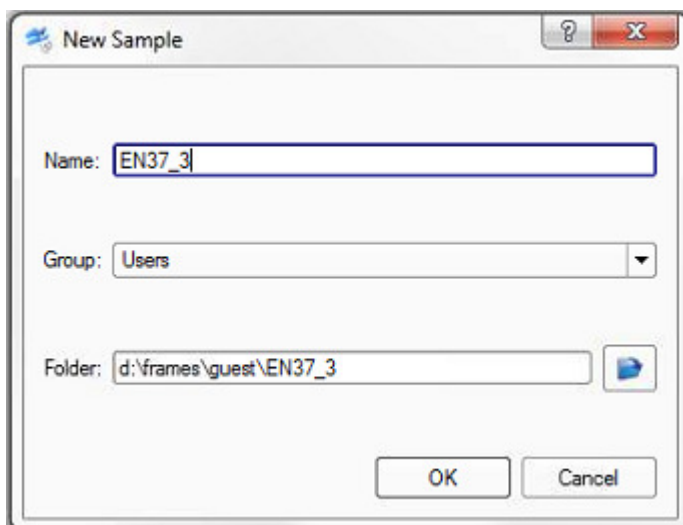 New Sample
Name: EN37_3
Group: Users
Folder: d:\frames\guest\EN37_3
OK Cancel